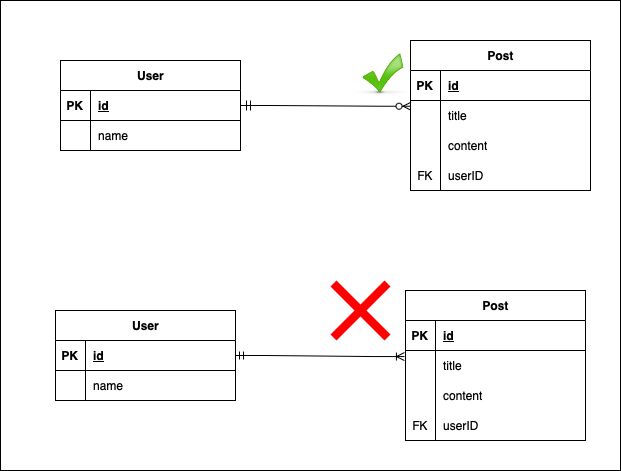 User
PK id
name
Post
PK id
title
content
FK userID
User
PK id
name
Post
PK id
title
content
FK userID